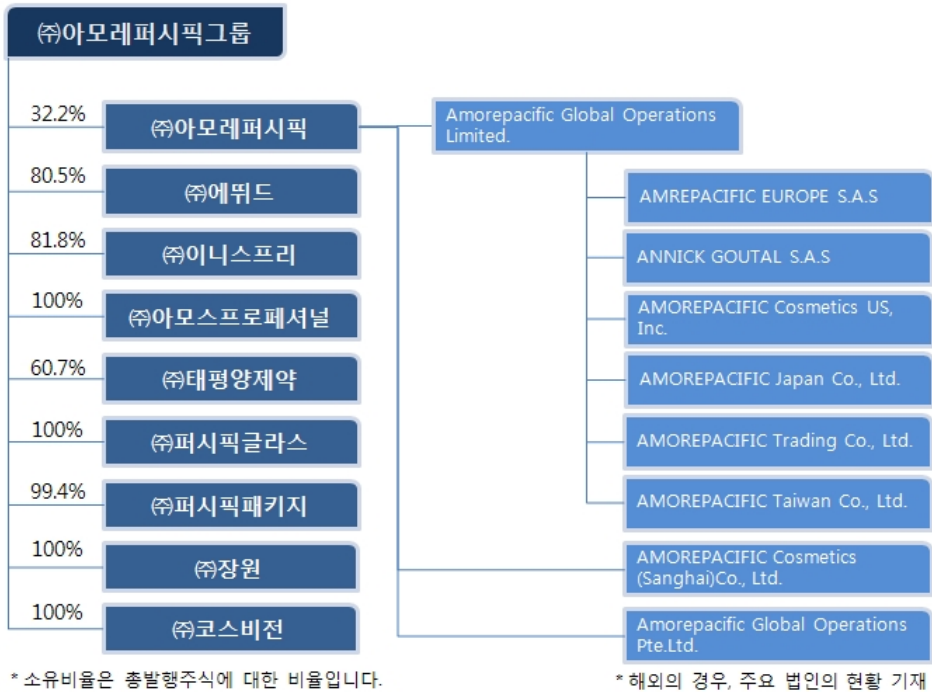 ㈜아모레퍼시픽그룹
32.2%
㈜아모레퍼시픽
80.5%
㈜에뛰드
81.8%
㈜이니스프리
100%
㈜아모스프로페셔널
60.7%
㈜태평양제약
100%
㈜퍼시픽글라스
99.4%
㈜퍼시픽패키지
100%
㈜장원
100%
㈜코스비전
Amorepacific Global Operations
Limited.
AMREPACIFIC EUROPE S.A.S
ANNICK GOUTAL S.A.S
AMOREPACIFIC Cosmetics US,
Inc.
AMOREPACIFIC Japan Co., Ltd.
AMOREPACIFIC Trading Co., Ltd.
AMOREPACIFIC Taiwan Co., Ltd.
AMOREPACIFIC Cosmetics
(Sanghai)Co., Ltd.
Amorepacific Global Operations
Pte.Ltd.
* 소유비율은 총발행주식에 대한 비율입니다.
* 해외의 경우, 주요 법인의 현황 기재